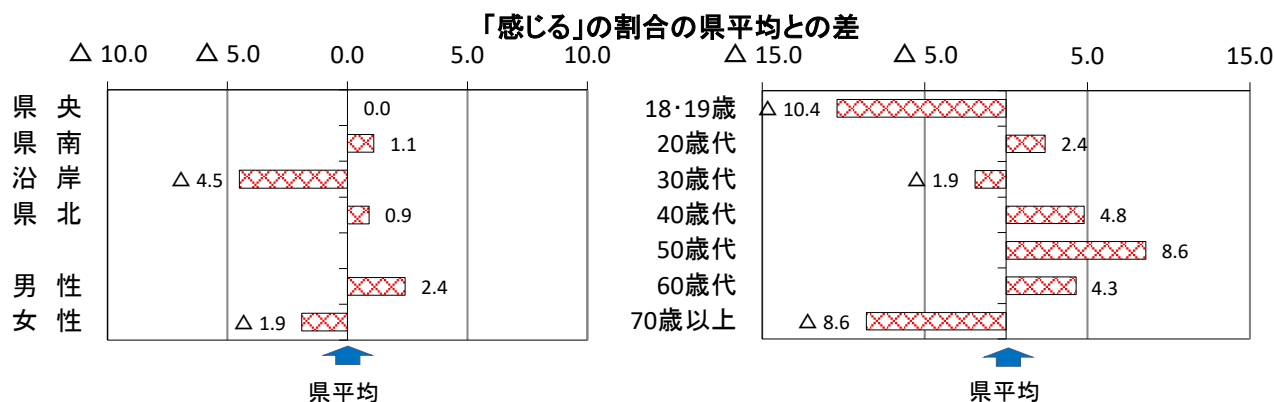 「感じる」の割合の県平均との差
△ 10.0 △ 5.0 0.0 5.0 10.0
県 央 0.0
県 南 1.1
沿 岸 △ 4.5
県 北 0.9
男 性 2.4
女 性 △ 1.9
県平均
△ 15.0 △ 5.0 5.0 15.0
18･19歳 △ 10.4
20歳代 2.4
30歳代 △ 1.9
40歳代 4.8
50歳代 8.6
60歳代 4.3
70歳以上 △ 8.6
県平均